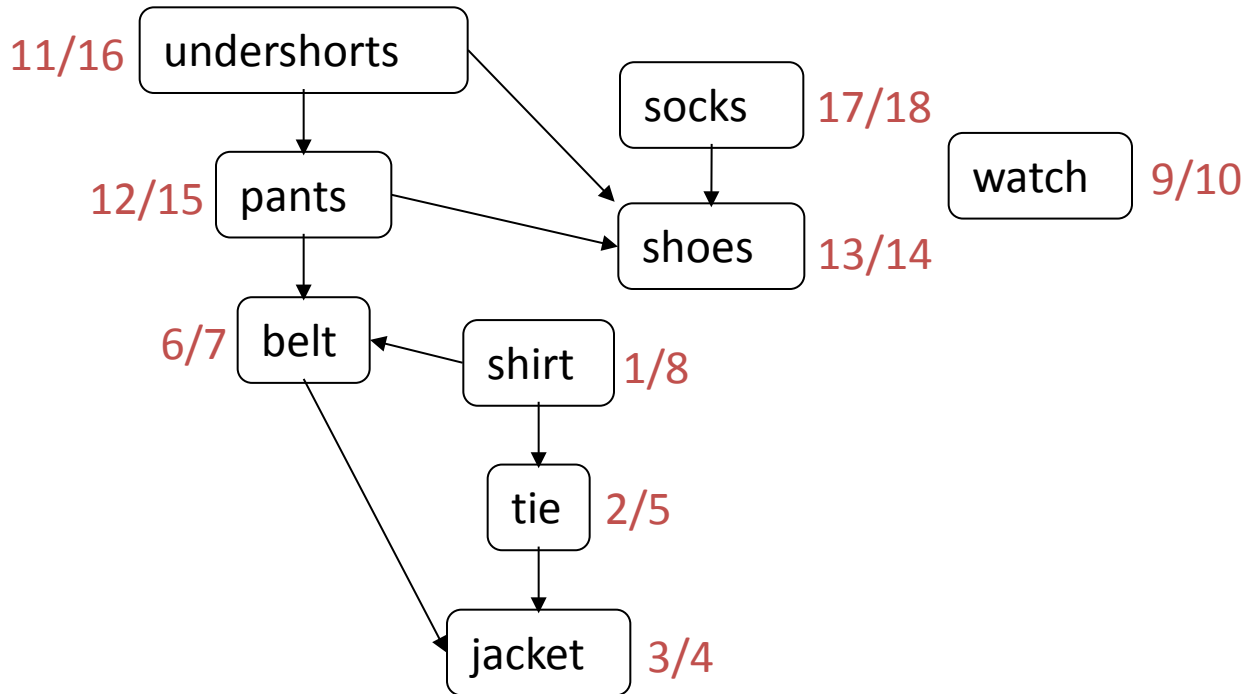 11/16 undershorts
socks 17/18
watch 9/10
12/15 pants
shoes 13/14
6/7 belt
shirt 1/8
tie 2/5
jacket 3/4